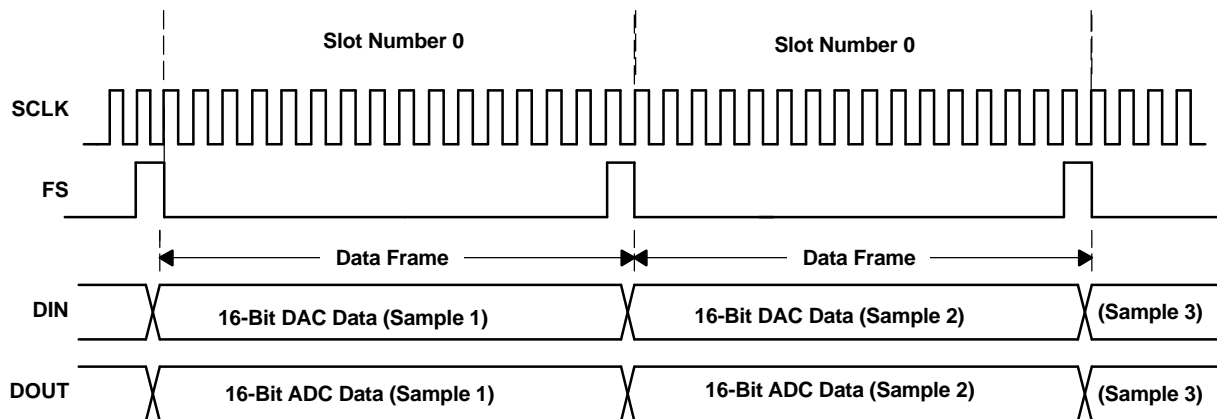 Slot Number 0
Slot Number 0
SCLK
FS
Data Frame
Data Frame
DIN
16-Bit DAC Data (Sample 1)
16-Bit DAC Data (Sample 2)
(Sample 3)
DOUT
16-Bit ADC Data (Sample 1)
16-Bit ADC Data (Sample 2)
(Sample 3)